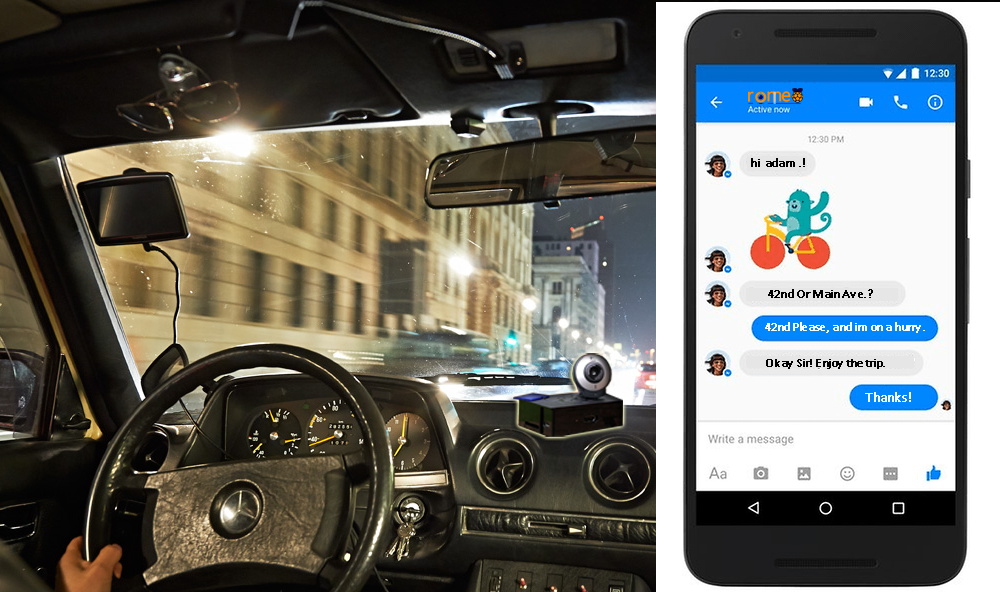 12:30
rome
Active now
12:30 PM
hi adam .!
42nd Or Main Ave.?
42nd Please, and im on a hurry.
Okay Sir! Enjoy the trip.
Thanks!
Write a message
Aa